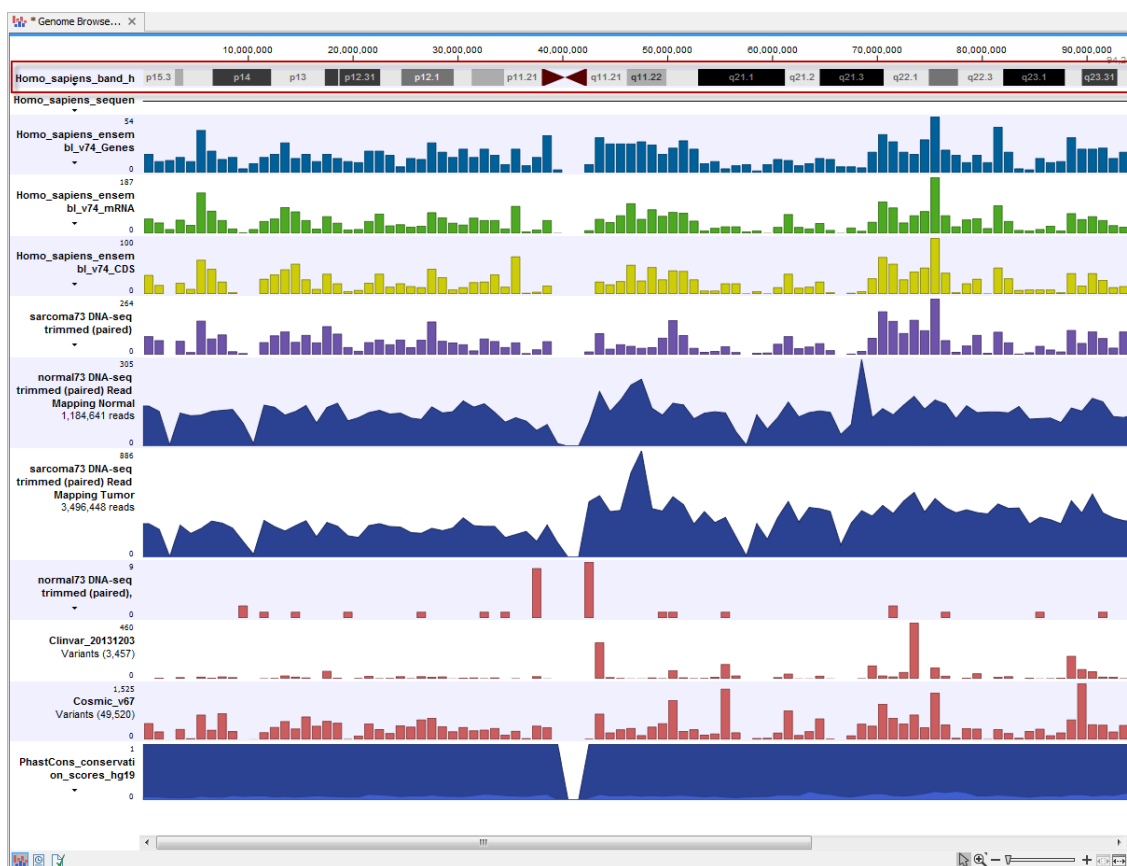 * Genome Browse...
10,000,000 20,000,000 30,000,000 40,000,000 50,000,000 60,000,000 70,000,000 80,000,000 90,000,000
Homo_sapiens_band_h p15.3 p14 p13 p12.31 p12.1 p11.21 q11.21 q11.22 q21.1 q21.2 q21.3 q22.1 q22.3 q23.1 q23.31
Homo_sapiens_sequen
54
Homo_sapiens_ensem
bl_v74_Genes
0
187
Homo_sapiens_ensem
bl_v74_mRNA
0
100
Homo_sapiens_ensem
bl_v74_CDS
0
264
sarcoma73 DNA-seq
trimmed (paired)
0
305
normal73 DNA-seq
trimmed (paired) Read
Mapping Normal
1,184,641 reads
0
886
sarcoma73 DNA-seq
trimmed (paired) Read
Mapping Tumor
3,496,448 reads
0
9
normal73 DNA-seq
trimmed (paired),
0
460
Clinvar_20131203
Variants (3,457)
0
1,525
Cosmic_v67
Variants (49,520)
0
1
PhastCons_conservati
on_scores_hg19
0